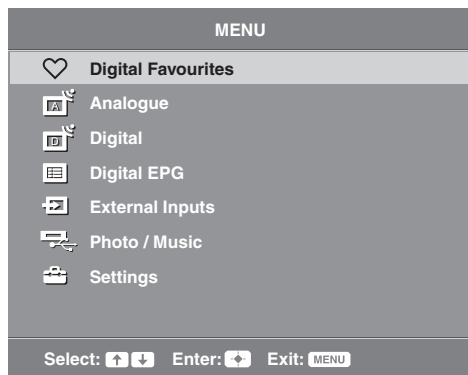 MENU
Digital Favourites
A Analogue
D Digital
Digital EPG
External Inputs
Photo / Music
Settings
Select: ↑ ↓ Enter: Exit: MENU